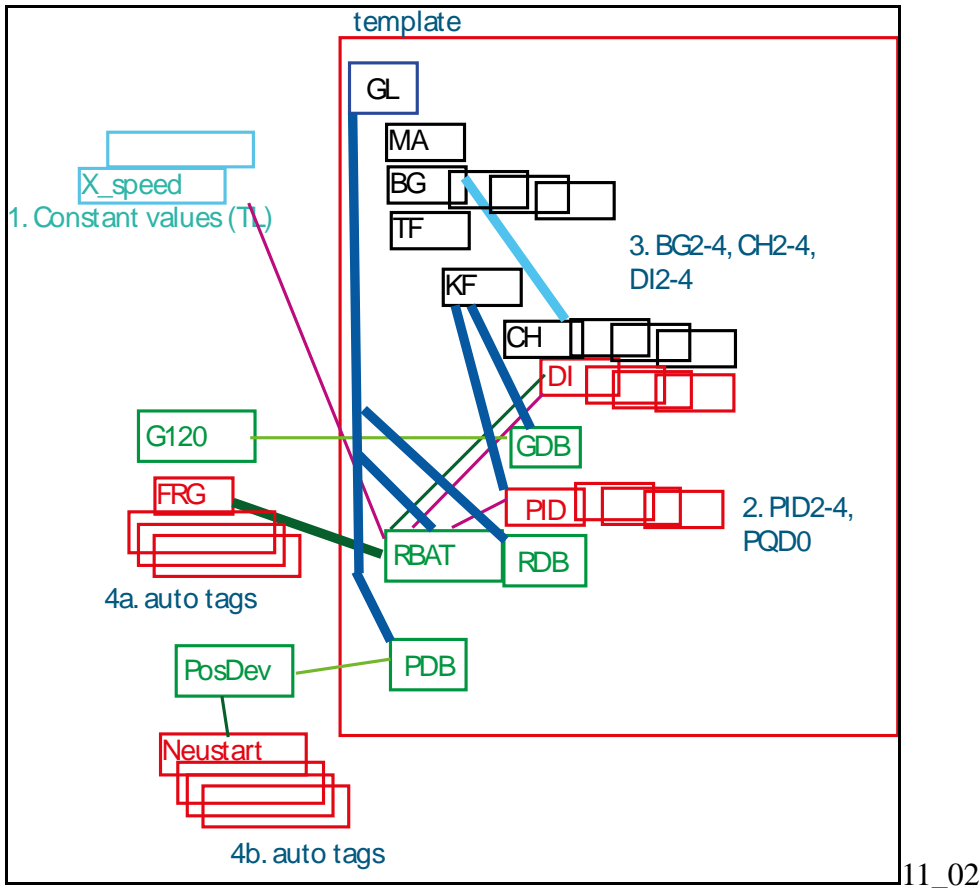 template
GL
MA
X_speed
BG
1. Constant values (TL)
TF
3. BG2-4, CH2-4,
DI2-4
KF
CH
DI
G120
GDB
FRG
PID
2. PID2-4,
PQD0
RBAT
RDB
4a. auto tags
PosDev
PDB
Neustart
4b. auto tags
11_02